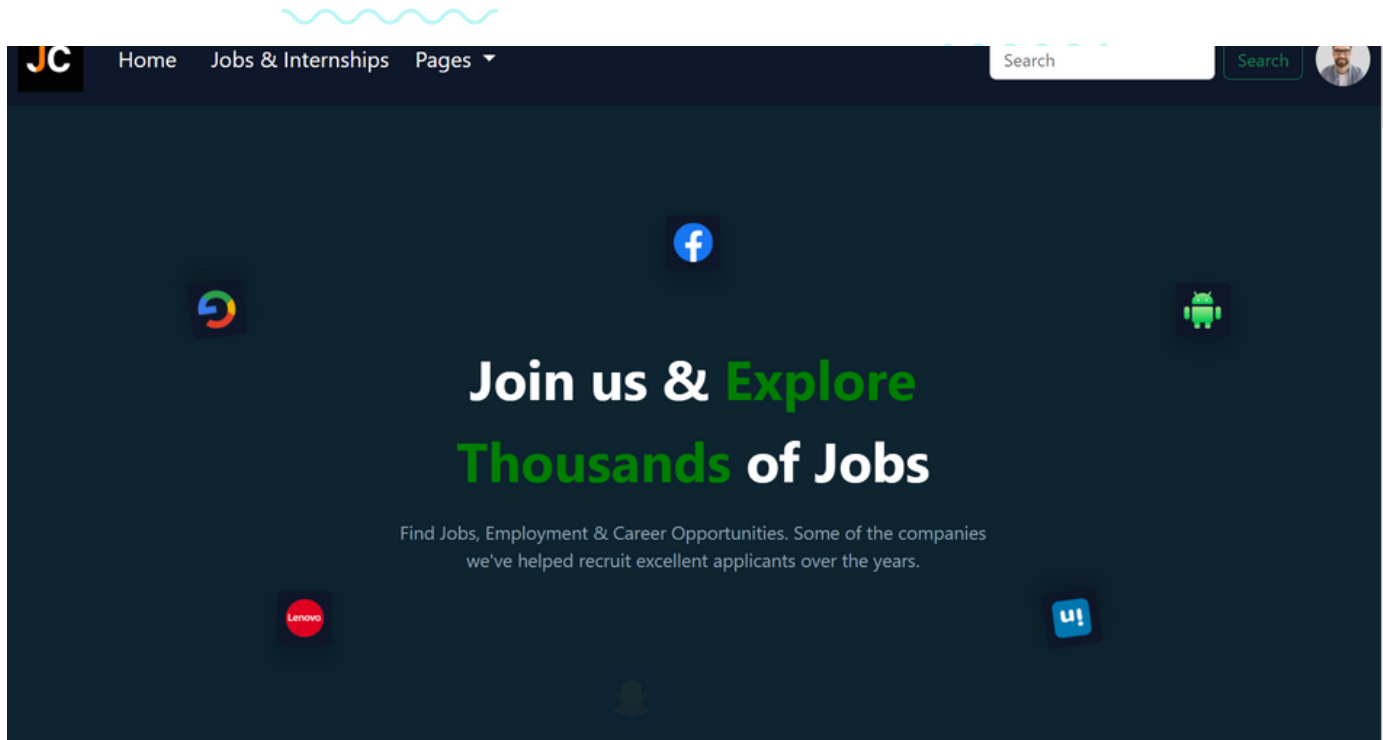 JC Home Jobs & Internships Pages Search Search
Join us & Explore
Thousands of Jobs
Find Jobs, Employment & Career Opportunities. Some of the companies
we've helped recruit excellent applicants over the years.
Lenovo
in